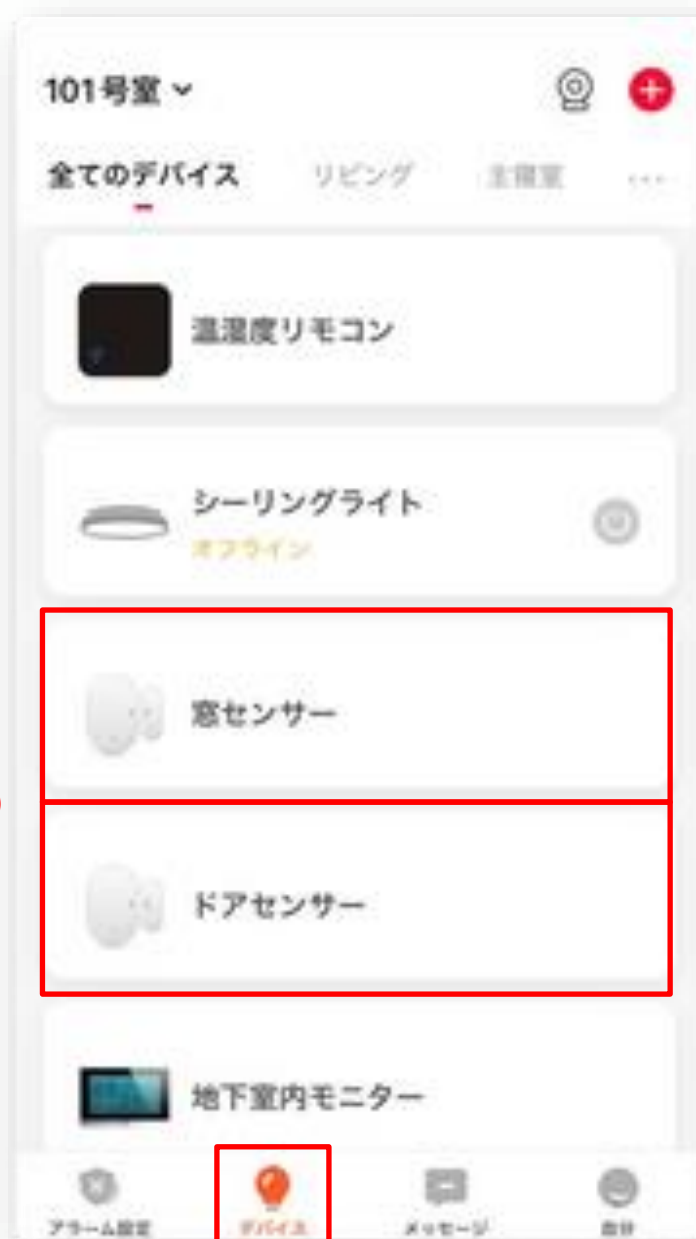 101号室
全てのデバイス リビング 主寝室 ...
温湿度リモコン
シーリングライト
オフライン
窓センサー
ドアセンサー
地下室内モニター
アラーム設定 デバイス メッセージ 自分